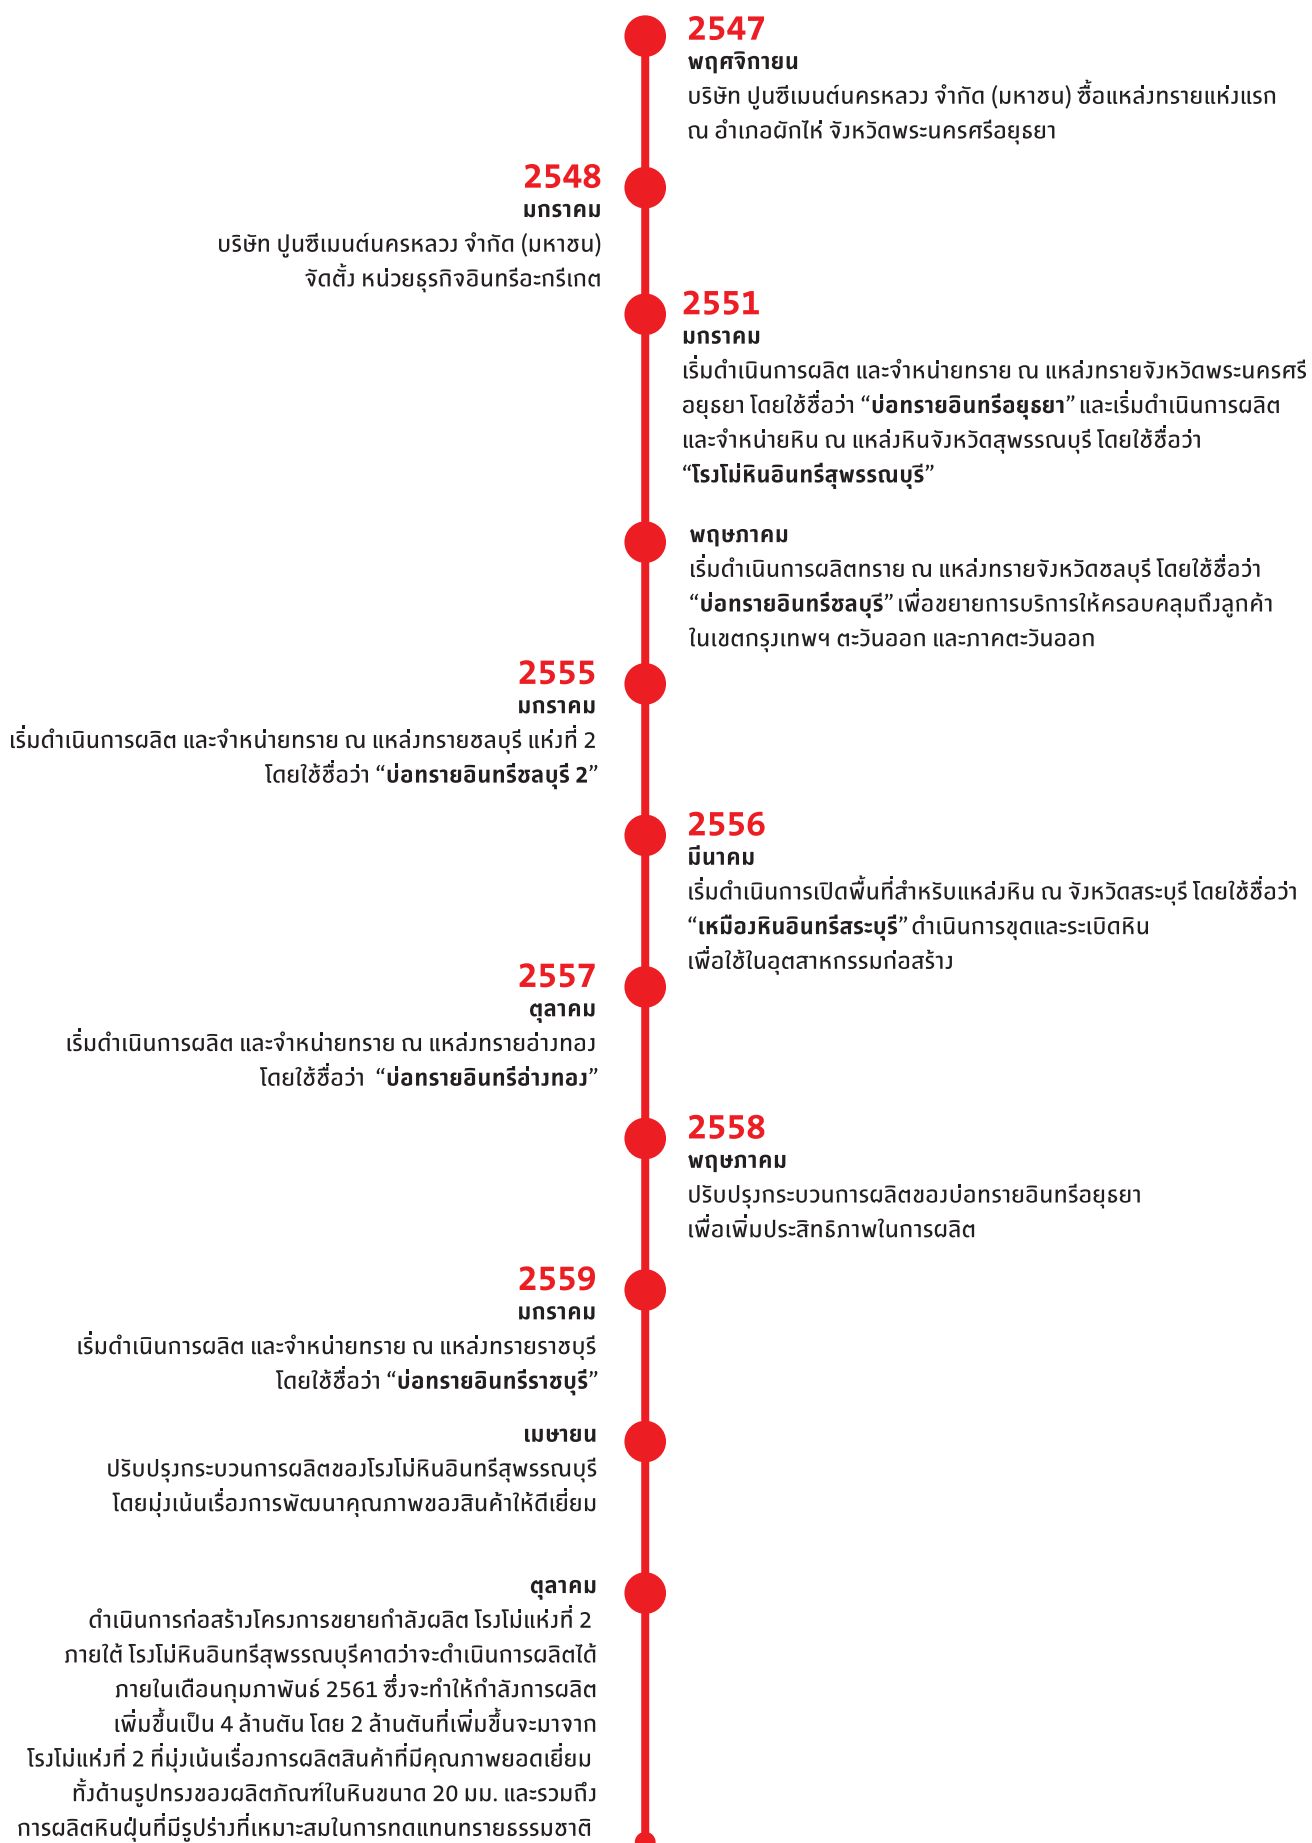 2547
พฤศจิกายน
บริษัท ปูนซีเมนต์นครหลวง จำกัด (มหาชน) ซื้อแหล่งทรายแห่งแรก
ณ อำเภอผักไห่ จังหวัดพระนครศรีอยุธยา
2548
มกราคม
บริษัท ปูนซีเมนต์นครหลวง จำกัด (มหาชน)
จัดตั้ง หน่วยธุรกิจอินทรีอะกรีเกต
2551
มกราคม
เริ่มดำเนินการผลิต และจำหน่ายทราย ณ แหล่งทรายจังหวัดพระนครศรี
อยุธยา โดยใช้ชื่อว่า “บ่อทรายอินทรีอยุธยา” และเริ่มดำเนินการผลิต
และจำหน่ายหิน ณ แหล่งหินจังหวัดสุพรรณบุรี โดยใช้ชื่อว่า
“โรงโม่หินอินทรีสุพรรณบุรี”
พฤษภาคม
เริ่มดำเนินการผลิตทราย ณ แหล่งทรายจังหวัดชลบุรี โดยใช้ชื่อว่า
“บ่อทรายอินทรีชลบุรี” เพื่อขยายการบริการให้ครอบคลุมถึงลูกค้า
ในเขตกรุงเทพฯ ตะวันออก และภาคตะวันออก
2555
มกราคม
เริ่มดำเนินการผลิต และจำหน่ายทราย ณ แหล่งทรายชลบุรี แห่งที่ 2
โดยใช้ชื่อว่า “บ่อทรายอินทรีชลบุรี 2”
2556
มีนาคม
เริ่มดำเนินการเปิดพื้นที่สำหรับแหล่งหิน ณ จังหวัดสระบุรี โดยใช้ชื่อว่า
“เหมืองหินอินทรีสระบุรี” ดำเนินการขุดและระเบิดหิน
เพื่อใช้ในอุตสาหกรรมก่อสร้าง
2557
ตุลาคม
เริ่มดำเนินการผลิต และจำหน่ายทราย ณ แหล่งทรายอ่างทอง
โดยใช้ชื่อว่า “บ่อทรายอินทรีอ่างทอง”
2558
พฤษภาคม
ปรับปรุงกระบวนการผลิตของบ่อทรายอินทรีอยุธยา
เพื่อเพิ่มประสิทธิภาพในการผลิต
2559
มกราคม
เริ่มดำเนินการผลิต และจำหน่ายทราย ณ แหล่งทรายราชบุรี
โดยใช้ชื่อว่า “บ่อทรายอินทรีราชบุรี”
เมษายน
ปรับปรุงกระบวนการผลิตของโรงโม่หินอินทรีสุพรรณบุรี
โดยมุ่งเน้นเรื่องการพัฒนาคุณภาพของสินค้าให้ดีเยี่ยม
ตุลาคม
ดำเนินการก่อสร้างโครงการขยายกำลังผลิต โรงโม่แห่งที่ 2
ภายใต้ โรงโม่หินอินทรีสุพรรณบุรีคาดว่าจะดำเนินการผลิตได้
ภายในเดือนกุมภาพันธ์ 2561 ซึ่งจะทำให้กำลังการผลิต
เพิ่มขึ้นเป็น 4 ล้านตัน โดย 2 ล้านตันที่เพิ่มขึ้นจะมาจาก
โรงโม่แห่งที่ 2 ที่มุ่งเน้นเรื่องการผลิตสินค้าที่มีคุณภาพยอดเยี่ยม
ทั้งด้านรูปทรงของผลิตภัณฑ์ในหินขนาด 20 มม. และรวมถึง
การผลิตหินฝุ่นที่มีรูปร่างที่เหมาะสมในการทดแทนทรายธรรมชาติ